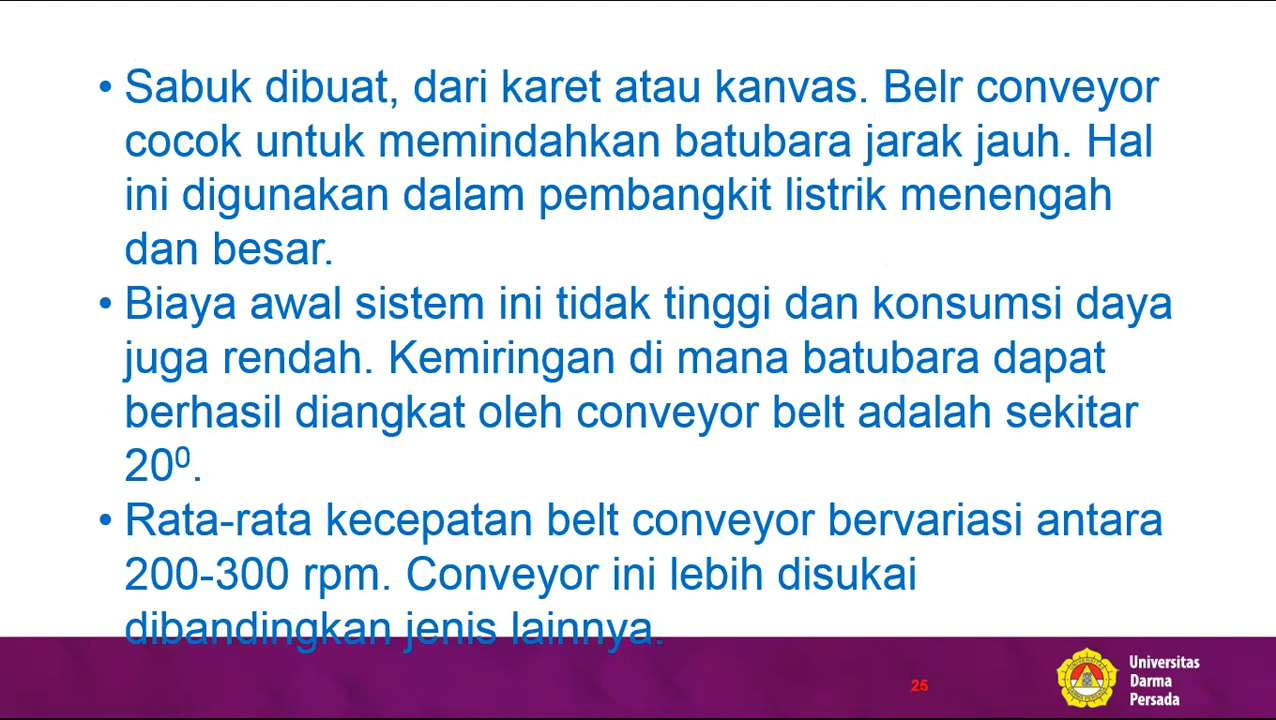 • Sabuk dibuat, dari karet atau kanvas. Belr conveyor
cocok untuk memindahkan batubara jarak jauh. Hal
ini digunakan dalam pembangkit listrik menengah
dan besar.
• Biaya awal sistem ini tidak tinggi dan konsumsi daya
juga rendah. Kemiringan di mana batubara dapat
berhasil diangkat oleh conveyor belt adalah sekitar
20⁰.
• Rata-rata kecepatan belt conveyor bervariasi antara
200-300 rpm. Conveyor ini lebih disukai
dibandingkan jenis lainnya.
25
Universitas
Darma
Persada